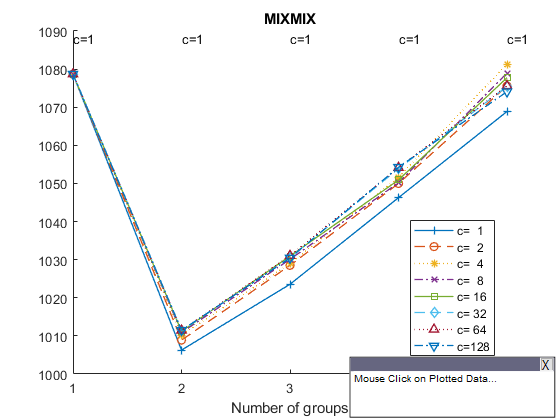 MIXMIX
1090
c=1 c=1 c=1 c=1 c=1
1080
1070
1060
1050
1040
1030
1020
1010
1000
c= 1
c= 2
c= 4
c= 8
c= 16
c= 32
c= 64
c=128
1 2 3
Number of groups
X
Mouse Click on Plotted Data...